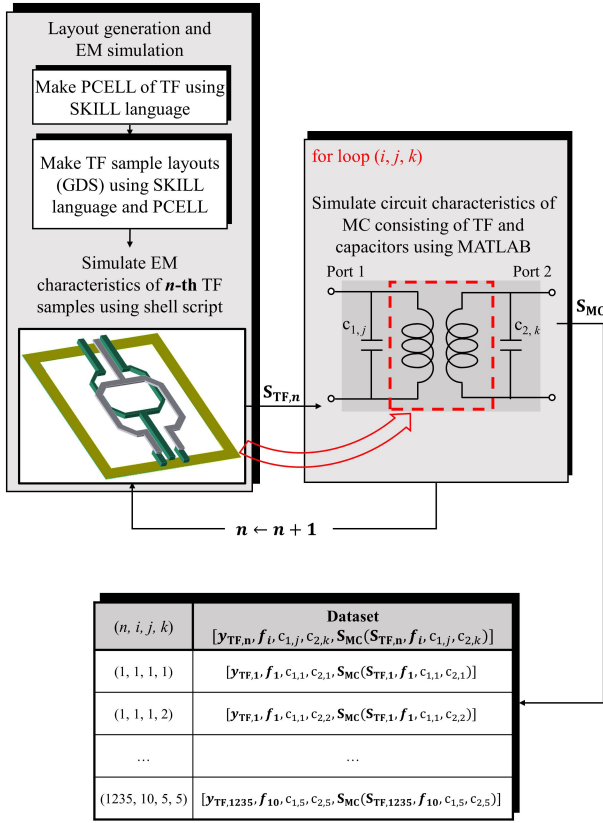 Layout generation and
EM simulation
Make PCELL of TF using
SKILL language
Make TF sample layouts
(GDS) using SKILL
language and PCELL
Simulate EM
characteristics of n-th TF
samples using shell script
S_TF,n
for loop (i, j, k)
Simulate circuit characteristics of
MC consisting of TF and
capacitors using MATLAB
Port 1
Port 2
c_1, j
c_2, k
S_MC
n ← n + 1
(n, i, j, k)
Dataset
[y_TF,n, f_i, c_1,j, c_2,k, S_MC(S_TF,n, f_i, c_1,j, c_2,k)]
(1, 1, 1, 1)
[y_TF,1, f_1, c_1,1, c_2,1, S_MC(S_TF,1, f_1, c_1,1, c_2,1)]
(1, 1, 1, 2)
[y_TF,1, f_1, c_1,1, c_2,2, S_MC(S_TF,1, f_1, c_1,1, c_2,2)]
...
...
(1235, 10, 5, 5)
[y_TF,1235, f_10, c_1,5, c_2,5, S_MC(S_TF,1235, f_10, c_1,5, c_2,5)]